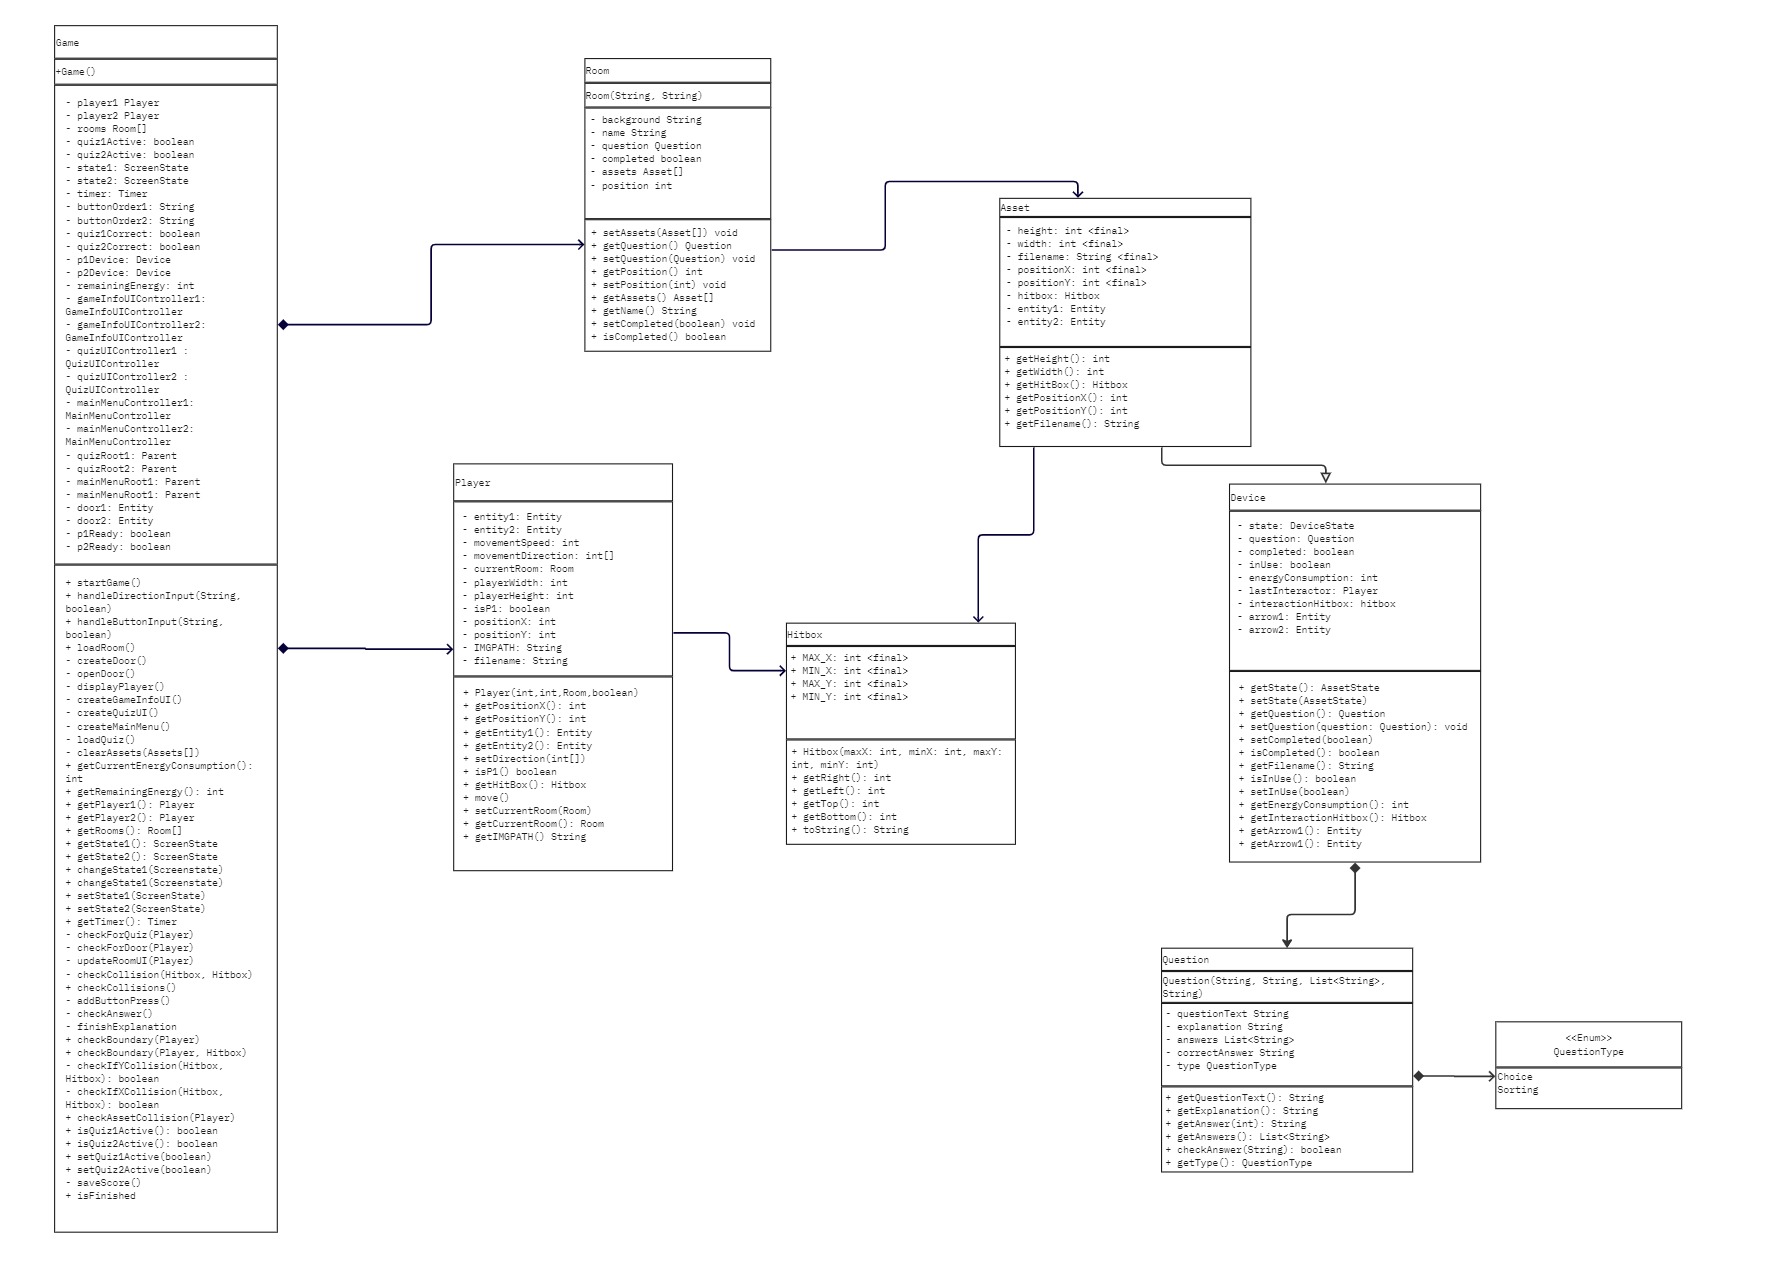 Game
+Game()
- player1 Player
- player2 Player
- rooms Room[]
- quiz1Active: boolean
- quiz2Active: boolean
- state1: ScreenState
- state2: ScreenState
- timer: Timer
- buttonOrder1: String
- buttonOrder2: String
- quiz1Correct: boolean
- quiz2Correct: boolean
- p1Device: Device
- p2Device: Device
- remainingEnergy: int
- gameInfoUIController1:
GameInfoUIController
- gameInfoUIController2:
GameInfoUIController
- quizUIController1 :
QuizUIController
- quizUIController2 :
QuizUIController
- mainMenuController1:
MainMenuController
- mainMenuController2:
MainMenuController
- quizRoot1: Parent
- quizRoot2: Parent
- mainMenuRoot1: Parent
- mainMenuRoot1: Parent
- door1: Entity
- door2: Entity
- p1Ready: boolean
- p2Ready: boolean
+ startGame()
+ handleDirectionInput(String,
boolean)
+ handleButtonInput(String,
boolean)
+ loadRoom()
- createDoor()
- openDoor()
- displayPlayer()
- createGameInfoUI()
- createQuizUI()
- createMainMenu()
- loadQuiz()
- clearAssets(Assets[])
+ getCurrentEnergyConsumption():
int
+ getRemainingEnergy(): int
+ getPlayer1(): Player
+ getPlayer2(): Player
+ getRooms(): Room[]
+ getState1(): ScreenState
+ getState2(): ScreenState
+ changeState1(Screenstate)
+ changeState1(Screenstate)
+ setState1(ScreenState)
+ setState2(ScreenState)
+ getTimer(): Timer
- checkForQuiz(Player)
- checkForDoor(Player)
- updateRoomUI(Player)
- checkCollision(Hitbox, Hitbox)
+ checkCollisions()
- addButtonPress()
- checkAnswer()
- finishExplanation
+ checkBoundary(Player)
+ checkBoundary(Player, Hitbox)
- checkIfYCollision(Hitbox,
Hitbox): boolean
- checkIfXCollision(Hitbox,
Hitbox): boolean
+ checkAssetCollision(Player)
+ isQuiz1Active(): boolean
+ isQuiz2Active(): boolean
+ setQuiz1Active(boolean)
+ setQuiz2Active(boolean)
- saveScore()
+ isFinished
Room
Room(String, String)
- background String
- name String
- question Question
- completed boolean
- assets Asset[]
- position int
+ setAssets(Asset[]) void
+ getQuestion() Question
+ setQuestion(Question) void
+ getPosition() int
+ setPosition(int) void
+ getAssets() Asset[]
+ getName() String
+ setCompleted(boolean) void
+ isCompleted() boolean
Player
- entity1: Entity
- entity2: Entity
- movementSpeed: int
- movementDirection: int[]
- currentRoom: Room
- playerWidth: int
- playerHeight: int
- isP1: boolean
- positionX: int
- positionY: int
- IMGPATH: String
- filename: String
+ Player(int,int,Room,boolean)
+ getPositionX(): int
+ getPositionY(): int
+ getEntity1(): Entity
+ getEntity2(): Entity
+ setDirection(int[])
+ isP1() boolean
+ getHitBox(): Hitbox
+ move()
+ setCurrentRoom(Room)
+ getCurrentRoom(): Room
+ getIMGPATH() String
Hitbox
+ MAX_X: int <final>
+ MIN_X: int <final>
+ MAX_Y: int <final>
+ MIN_Y: int <final>
+ Hitbox(maxX: int, minX: int, maxY:
int, minY: int)
+ getRight(): int
+ getLeft(): int
+ getTop(): int
+ getBottom(): int
+ toString(): String
Asset
- height: int <final>
- width: int <final>
- filename: String <final>
- positionX: int <final>
- positionY: int <final>
- hitbox: Hitbox
- entity1: Entity
- entity2: Entity
+ getHeight(): int
+ getWidth(): int
+ getHitBox(): Hitbox
+ getPositionX(): int
+ getPositionY(): int
+ getFilename(): String
Device
- state: DeviceState
- question: Question
- completed: boolean
- inUse: boolean
- energyConsumption: int
- lastInteractor: Player
- interactionHitbox: hitbox
- arrow1: Entity
- arrow2: Entity
+ getState(): AssetState
+ setState(AssetState)
+ getQuestion(): Question
+ setQuestion(question: Question): void
+ setCompleted(boolean)
+ isCompleted(): boolean
+ getFilename(): String
+ isInUse(): boolean
+ setInUse(boolean)
+ getEnergyConsumption(): int
+ getInteractionHitbox(): Hitbox
+ getArrow1(): Entity
+ getArrow1(): Entity
Question
Question(String, String, List<String>,
String)
- questionText String
- explanation String
- answers List<String>
- correctAnswer String
- type QuestionType
+ getQuestionText(): String
+ getExplanation(): String
+ getAnswer(int): String
+ getAnswers(): List<String>
+ checkAnswer(String): boolean
+ getType(): QuestionType
<<Enum>>
QuestionType
Choice
Sorting